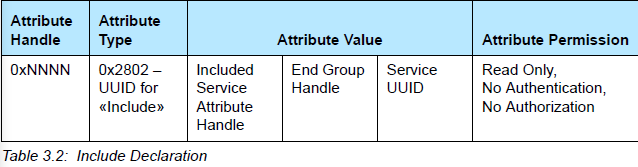 Attribute Handle
Attribute Type
Attribute Value
Attribute Permission
0xNNNN
0x2802 –
UUID for
«Include»
Included
Service
Attribute
Handle
End Group
Handle
Service
UUID
Read Only,
No Authentication,
No Authorization
Table 3.2: Include Declaration